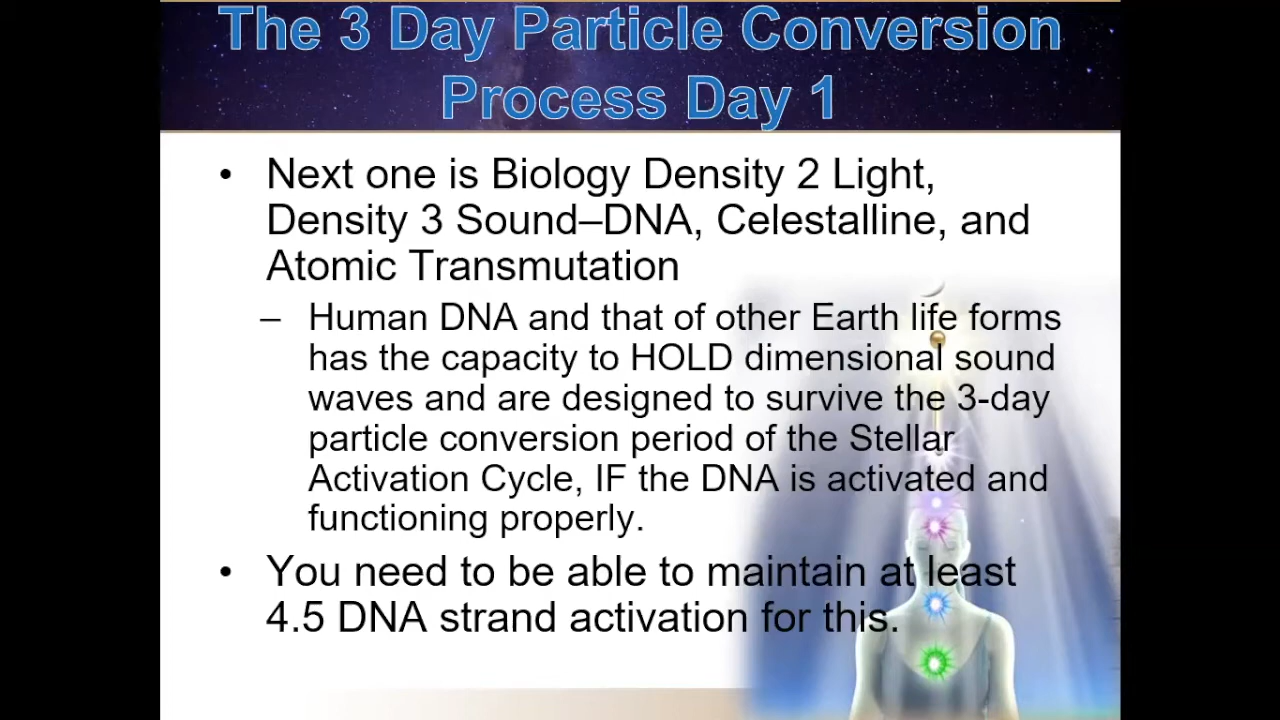 The 3 Day Particle Conversion
Process Day 1
• Next one is Biology Density 2 Light,
Density 3 Sound–DNA, Celestalline, and
Atomic Transmutation
– Human DNA and that of other Earth life forms
has the capacity to HOLD dimensional sound
waves and are designed to survive the 3-day
particle conversion period of the Stellar
Activation Cycle, IF the DNA is activated and
functioning properly.
• You need to be able to maintain at least
4.5 DNA strand activation for this.